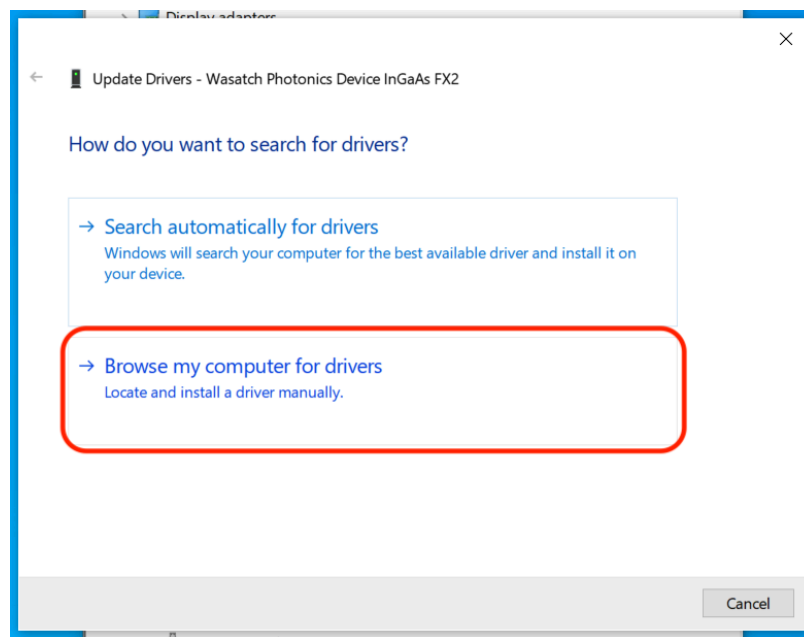 Display adapters
Update Drivers - Wasatch Photonics Device InGaAs FX2
How do you want to search for drivers?
Search automatically for drivers
Windows will search your computer for the best available driver and install it on
your device.
Browse my computer for drivers
Locate and install a driver manually.
Cancel